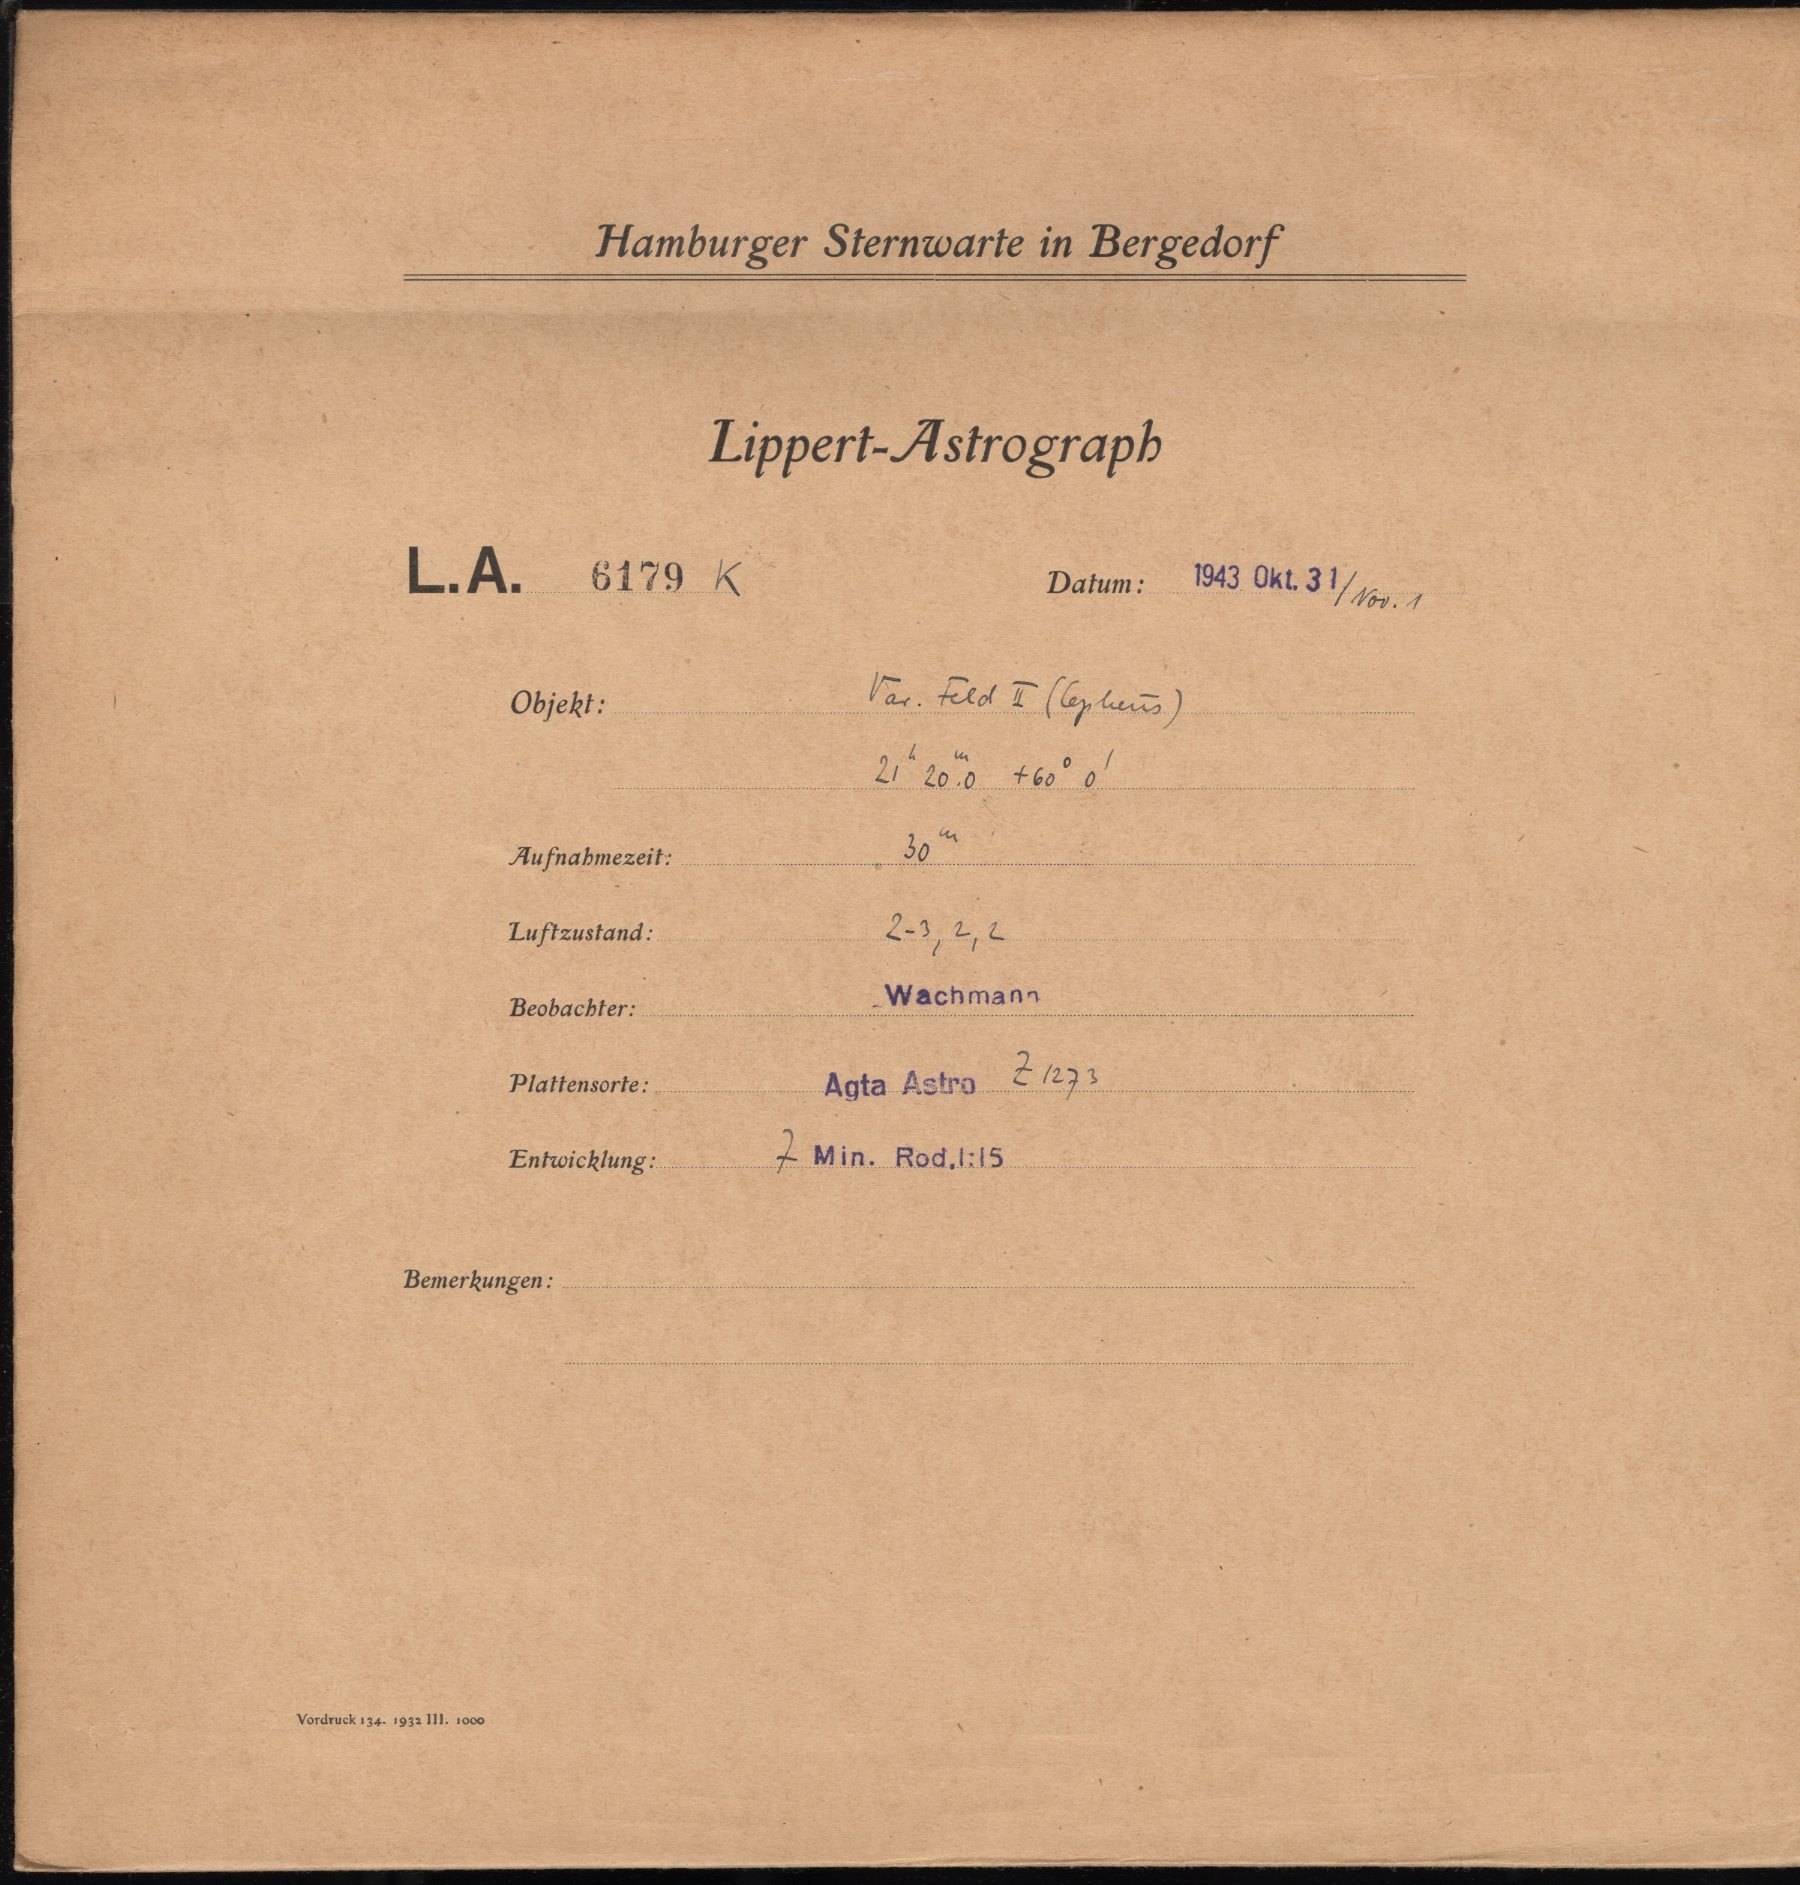 Hamburger Sternwarte in Bergedorf
Lippert-Astrograph
L.A. 6179 K Datum: 1943 Okt. 31/Nov. 1
Objekt: Var. Feld II (Cepheus)
21ʰ 20ᵐ.0 +60° 0'
Aufnahmezeit: 30ᵐ
Luftzustand: 2-3, 2, 2
Beobachter: Wachmann
Plattensorte: Agfa Astro Z 1273
Entwicklung: 7 Min. Rod. 1:15
Bemerkungen:
Vordruck 134. 1932 III. 1000